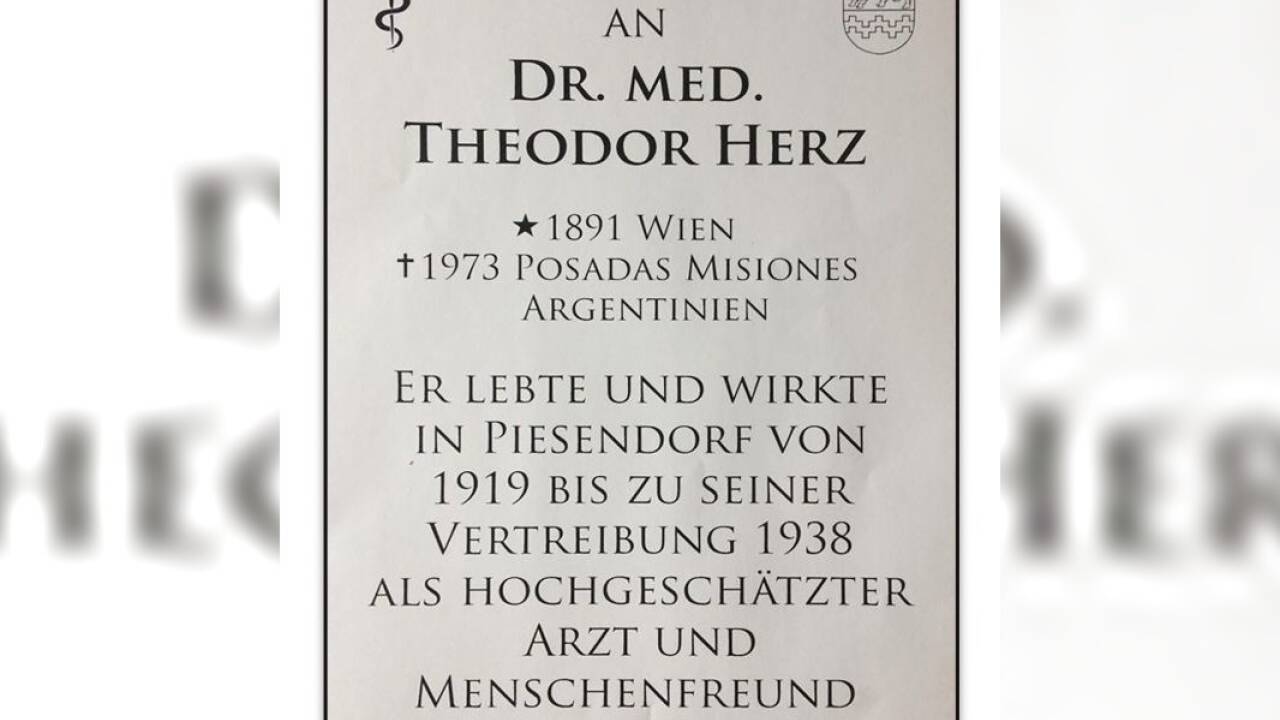 AN
DR. MED.
THEODOR HERZ
★ 1891 WIEN
✝ 1973 POSADAS MISIONES
ARGENTINIEN
ER LEBTE UND WIRKTE
IN PIESENDORF VON
1919 BIS ZU SEINER
VERTREIBUNG 1938
ALS HOCHGESCHÄTZTER
ARZT UND
MENSCHENFREUND